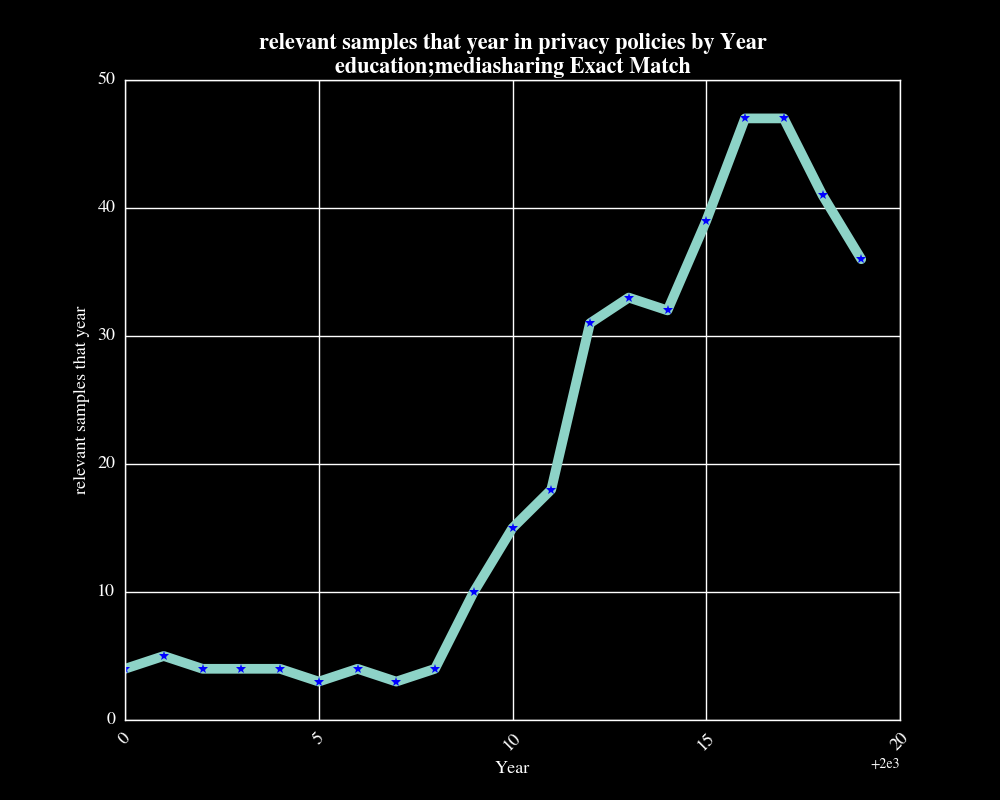 relevant samples that year in privacy policies by Year
education;mediasharing Exact Match
50
40
30
20
10
0
relevant samples that year
0
5
10
15
20
Year
+2e3